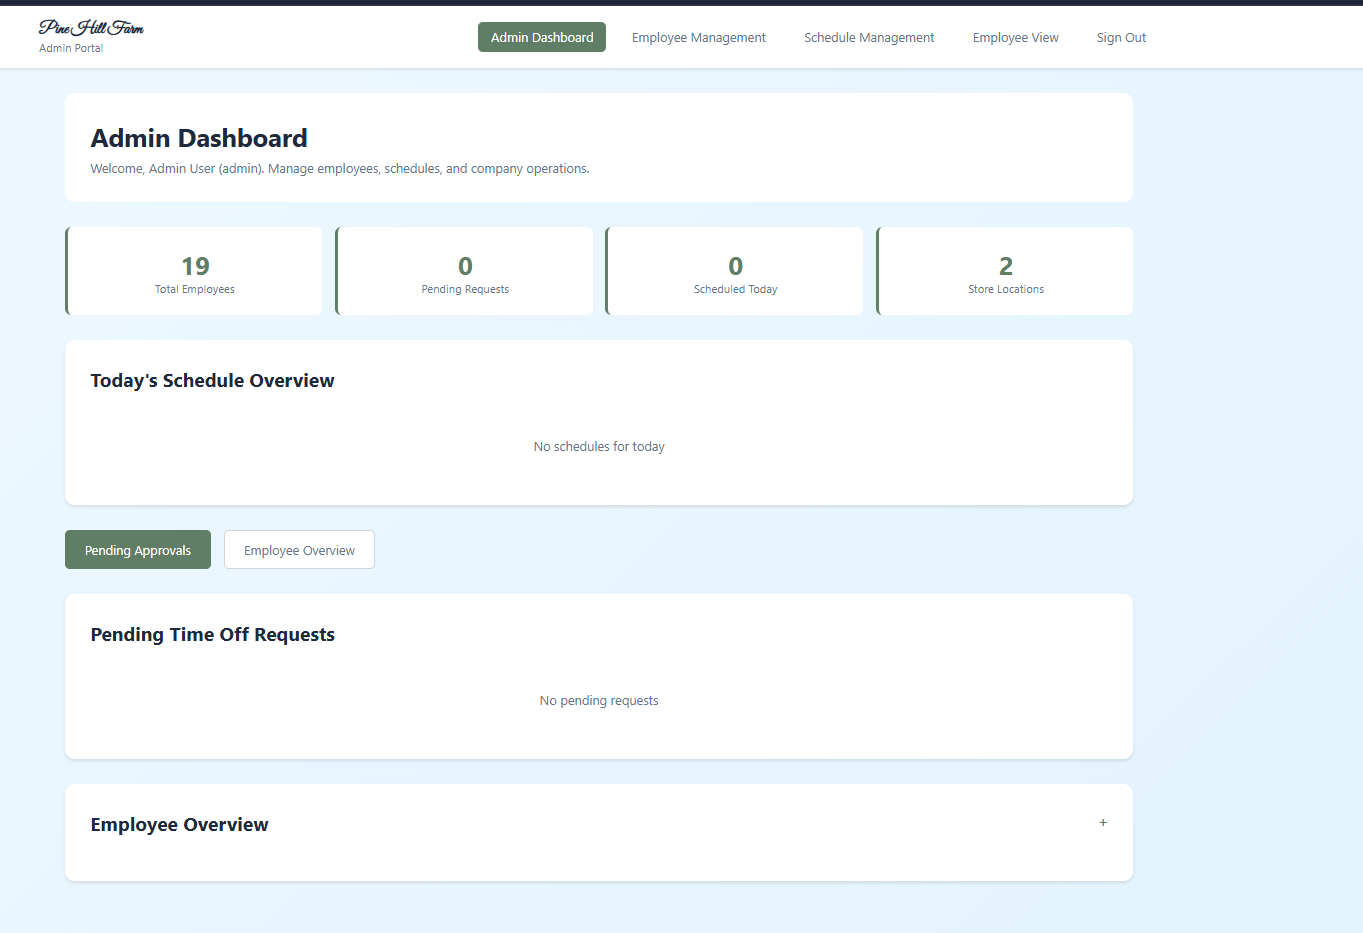 Pine Hill Farm
Admin Portal
Admin Dashboard
Employee Management
Schedule Management
Employee View
Sign Out
Admin Dashboard
Welcome, Admin User (admin). Manage employees, schedules, and company operations.
19
Total Employees
0
Pending Requests
0
Scheduled Today
2
Store Locations
Today's Schedule Overview
No schedules for today
Pending Approvals
Employee Overview
Pending Time Off Requests
No pending requests
Employee Overview
+